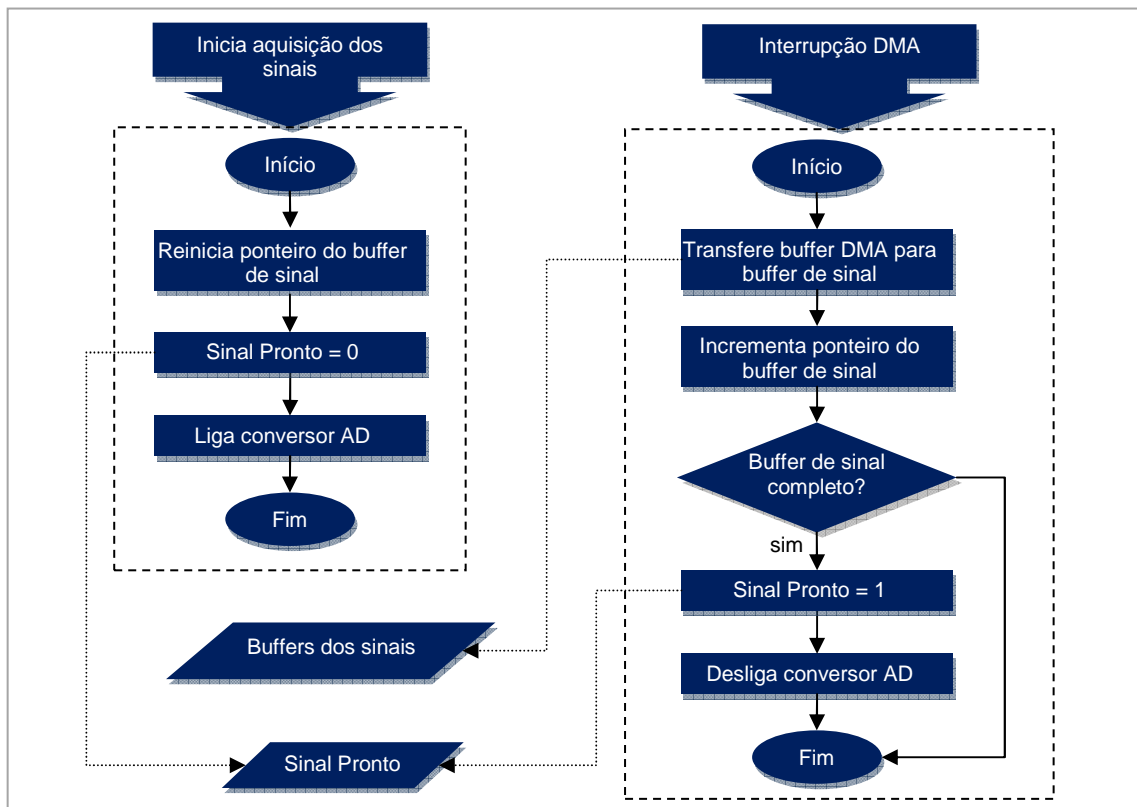 Inicia aquisição dos
sinais
Início
Reinicia ponteiro do buffer
de sinal
Sinal Pronto = 0
Liga conversor AD
Fim
Buffers dos sinais
Sinal Pronto
Interrupção DMA
Início
Transfere buffer DMA para
buffer de sinal
Incrementa ponteiro do
buffer de sinal
Buffer de sinal
completo?
sim
Sinal Pronto = 1
Desliga conversor AD
Fim